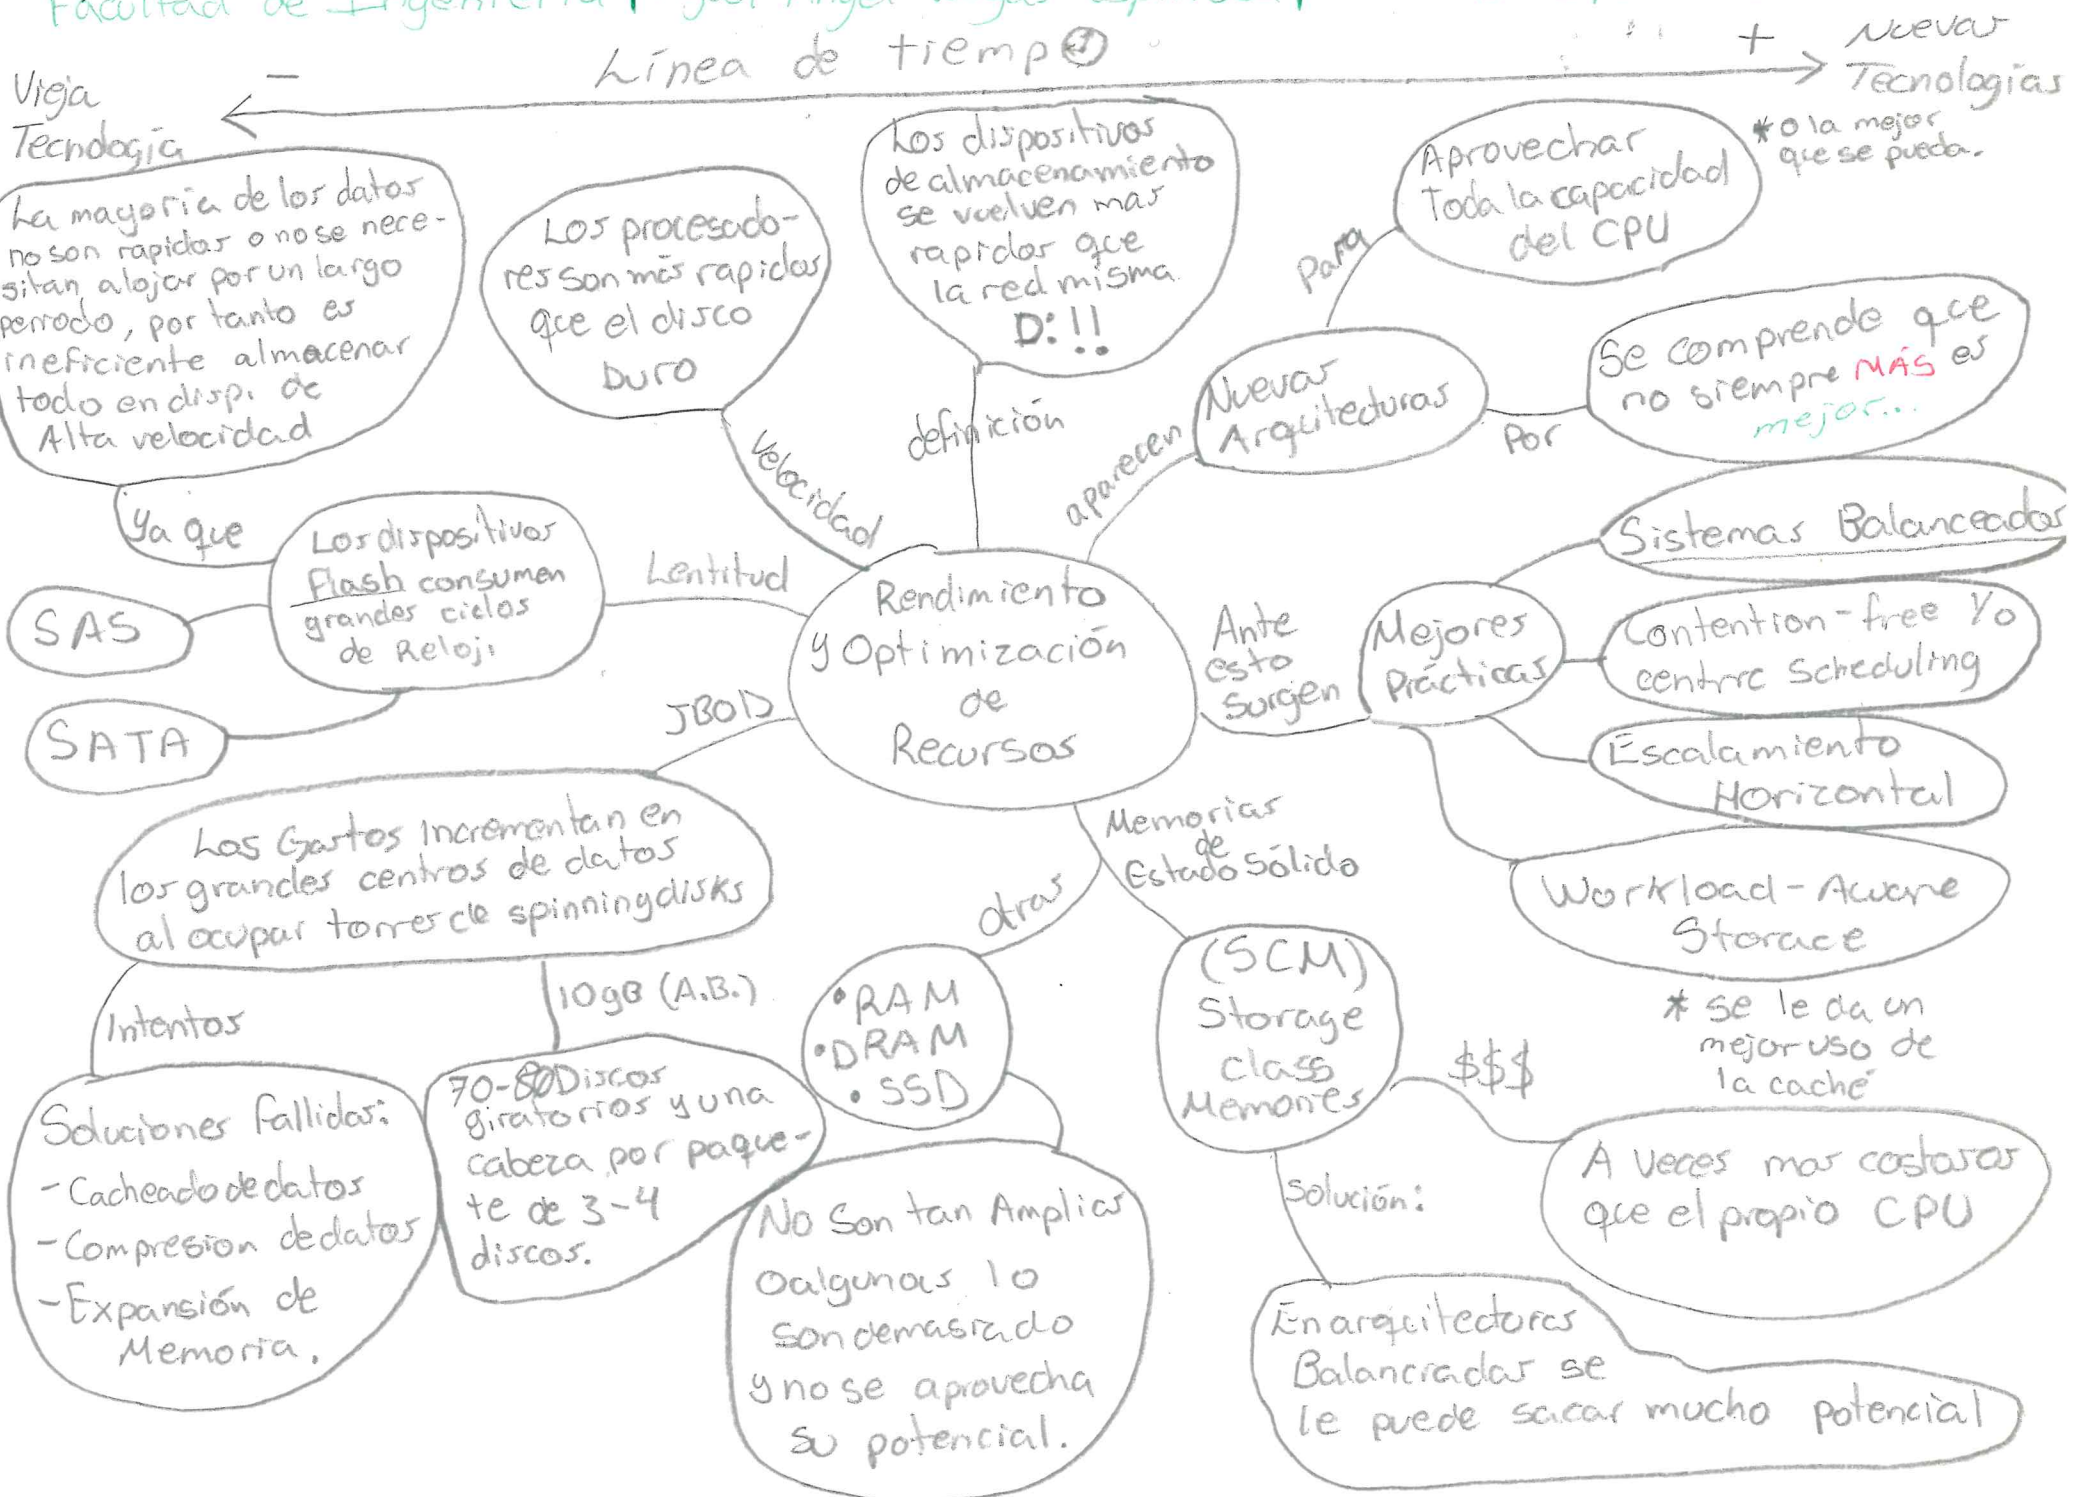 Facultad de Ingeniería
Línea de tiempo
-
+
Vieja
Tecnología
Nuevas
Tecnologías
* o la mejor
que se pueda.
La mayoría de los datos
no son rapidos o no se nece-
sitan alojar por un largo
periodo, por tanto es
ineficiente almacenar
todo en disp. de
Alta velocidad
Los procesado-
res son más rapidos
que el disco
Duro
Los dispositivos
de almacenamiento
se vuelven mas
rapidos que
la red misma.
D:!!
Aprovechar
Toda la capacidad
del CPU
para
Nuevas
Arquitecturas
Por
Se comprende que
no siempre MÁS es
mejor...
Velocidad
definición
aparecen
Ya que
Los dispositivos
Flash consumen
grandes ciclos
de Reloj.
Lentitud
SAS
SATA
Rendimiento
y Optimización
de
Recursos
Ante
esto
surgen
Mejores
Prácticas
Sistemas Balanceados
Contention-free I/o
centric Scheduling
Escalamiento
Horizontal
Workload-Aware
Storace
* se le da un
mejor uso de
la caché
JBOD
Los Gastos Incrementan en
los grandes centros de datos
al ocupar torres de spinning disks
Intentos
10gB (A.B.)
Soluciones fallidas:
- Cacheado de datos
- Compresion de datos
- Expansión de
Memoria.
70-80 Discos
giratorios y una
cabeza por paque-
te de 3-4
discos.
Memorias
de
Estado Sólido
otras
• RAM
• DRAM
• SSD
No Son tan Amplias
o algunas lo
son demasiado
y no se aprovecha
su potencial.
(SCM)
Storage
class
Memories
$$$
A veces mas costosas
que el propio CPU
Solución:
En arquitecturas
Balanceadas se
le puede sacar mucho potencial